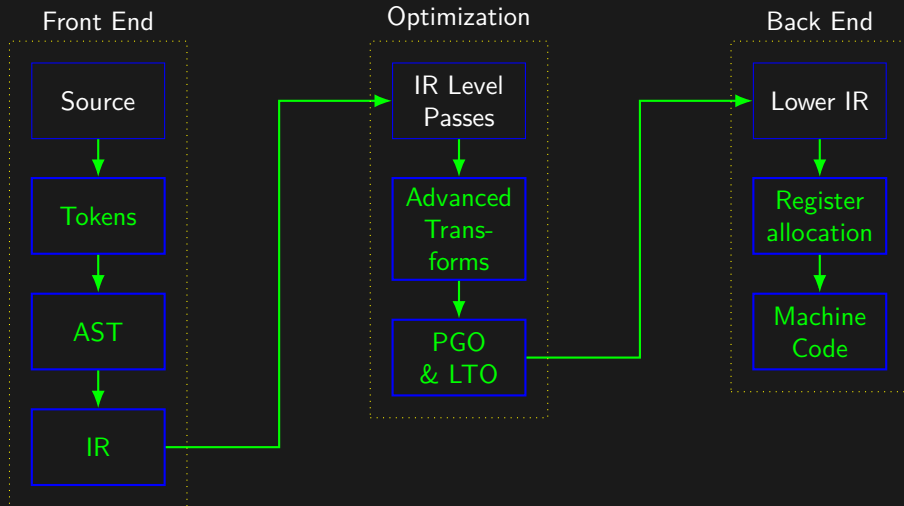 Front End
Source
Tokens
AST
IR
Optimization
IR Level
Passes
Advanced
Trans-
forms
PGO
& LTO
Back End
Lower IR
Register
allocation
Machine
Code